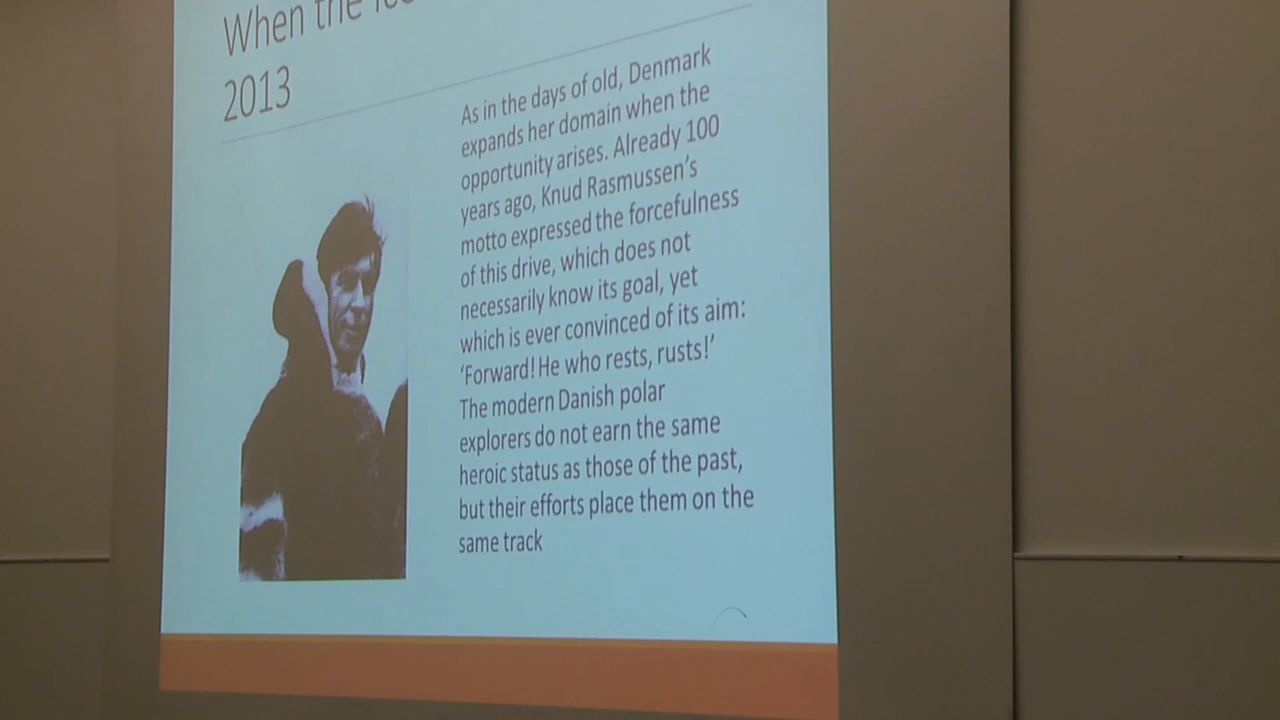 When the
2013
As in the days of old, Denmark
expands her domain when the
opportunity arises. Already 100
years ago, Knud Rasmussen's
motto expressed the forcefulness
of this drive, which does not
necessarily know its goal, yet
which is ever convinced of its aim:
'Forward! He who rests, rusts!'
The modern Danish polar
explorers do not earn the same
heroic status as those of the past,
but their efforts place them on the
same track